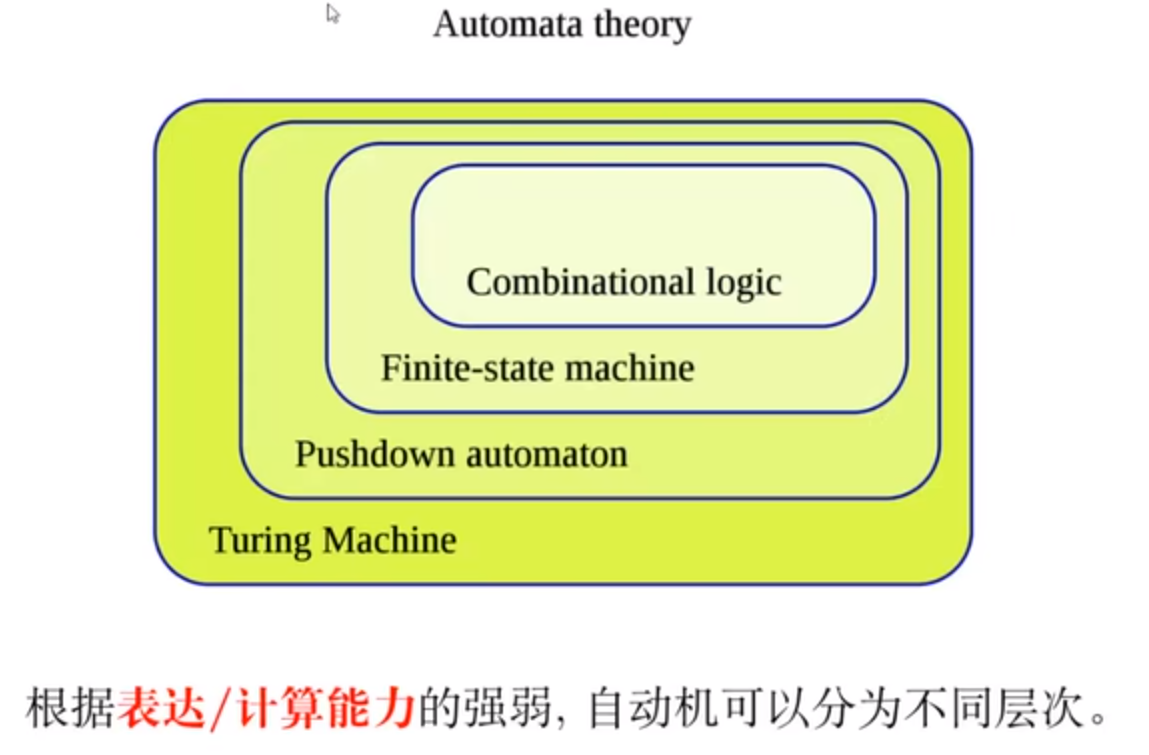 Automata theory
Combinational logic
Finite-state machine
Pushdown automaton
Turing Machine
根据表达/计算能力的强弱, 自动机可以分为不同层次。